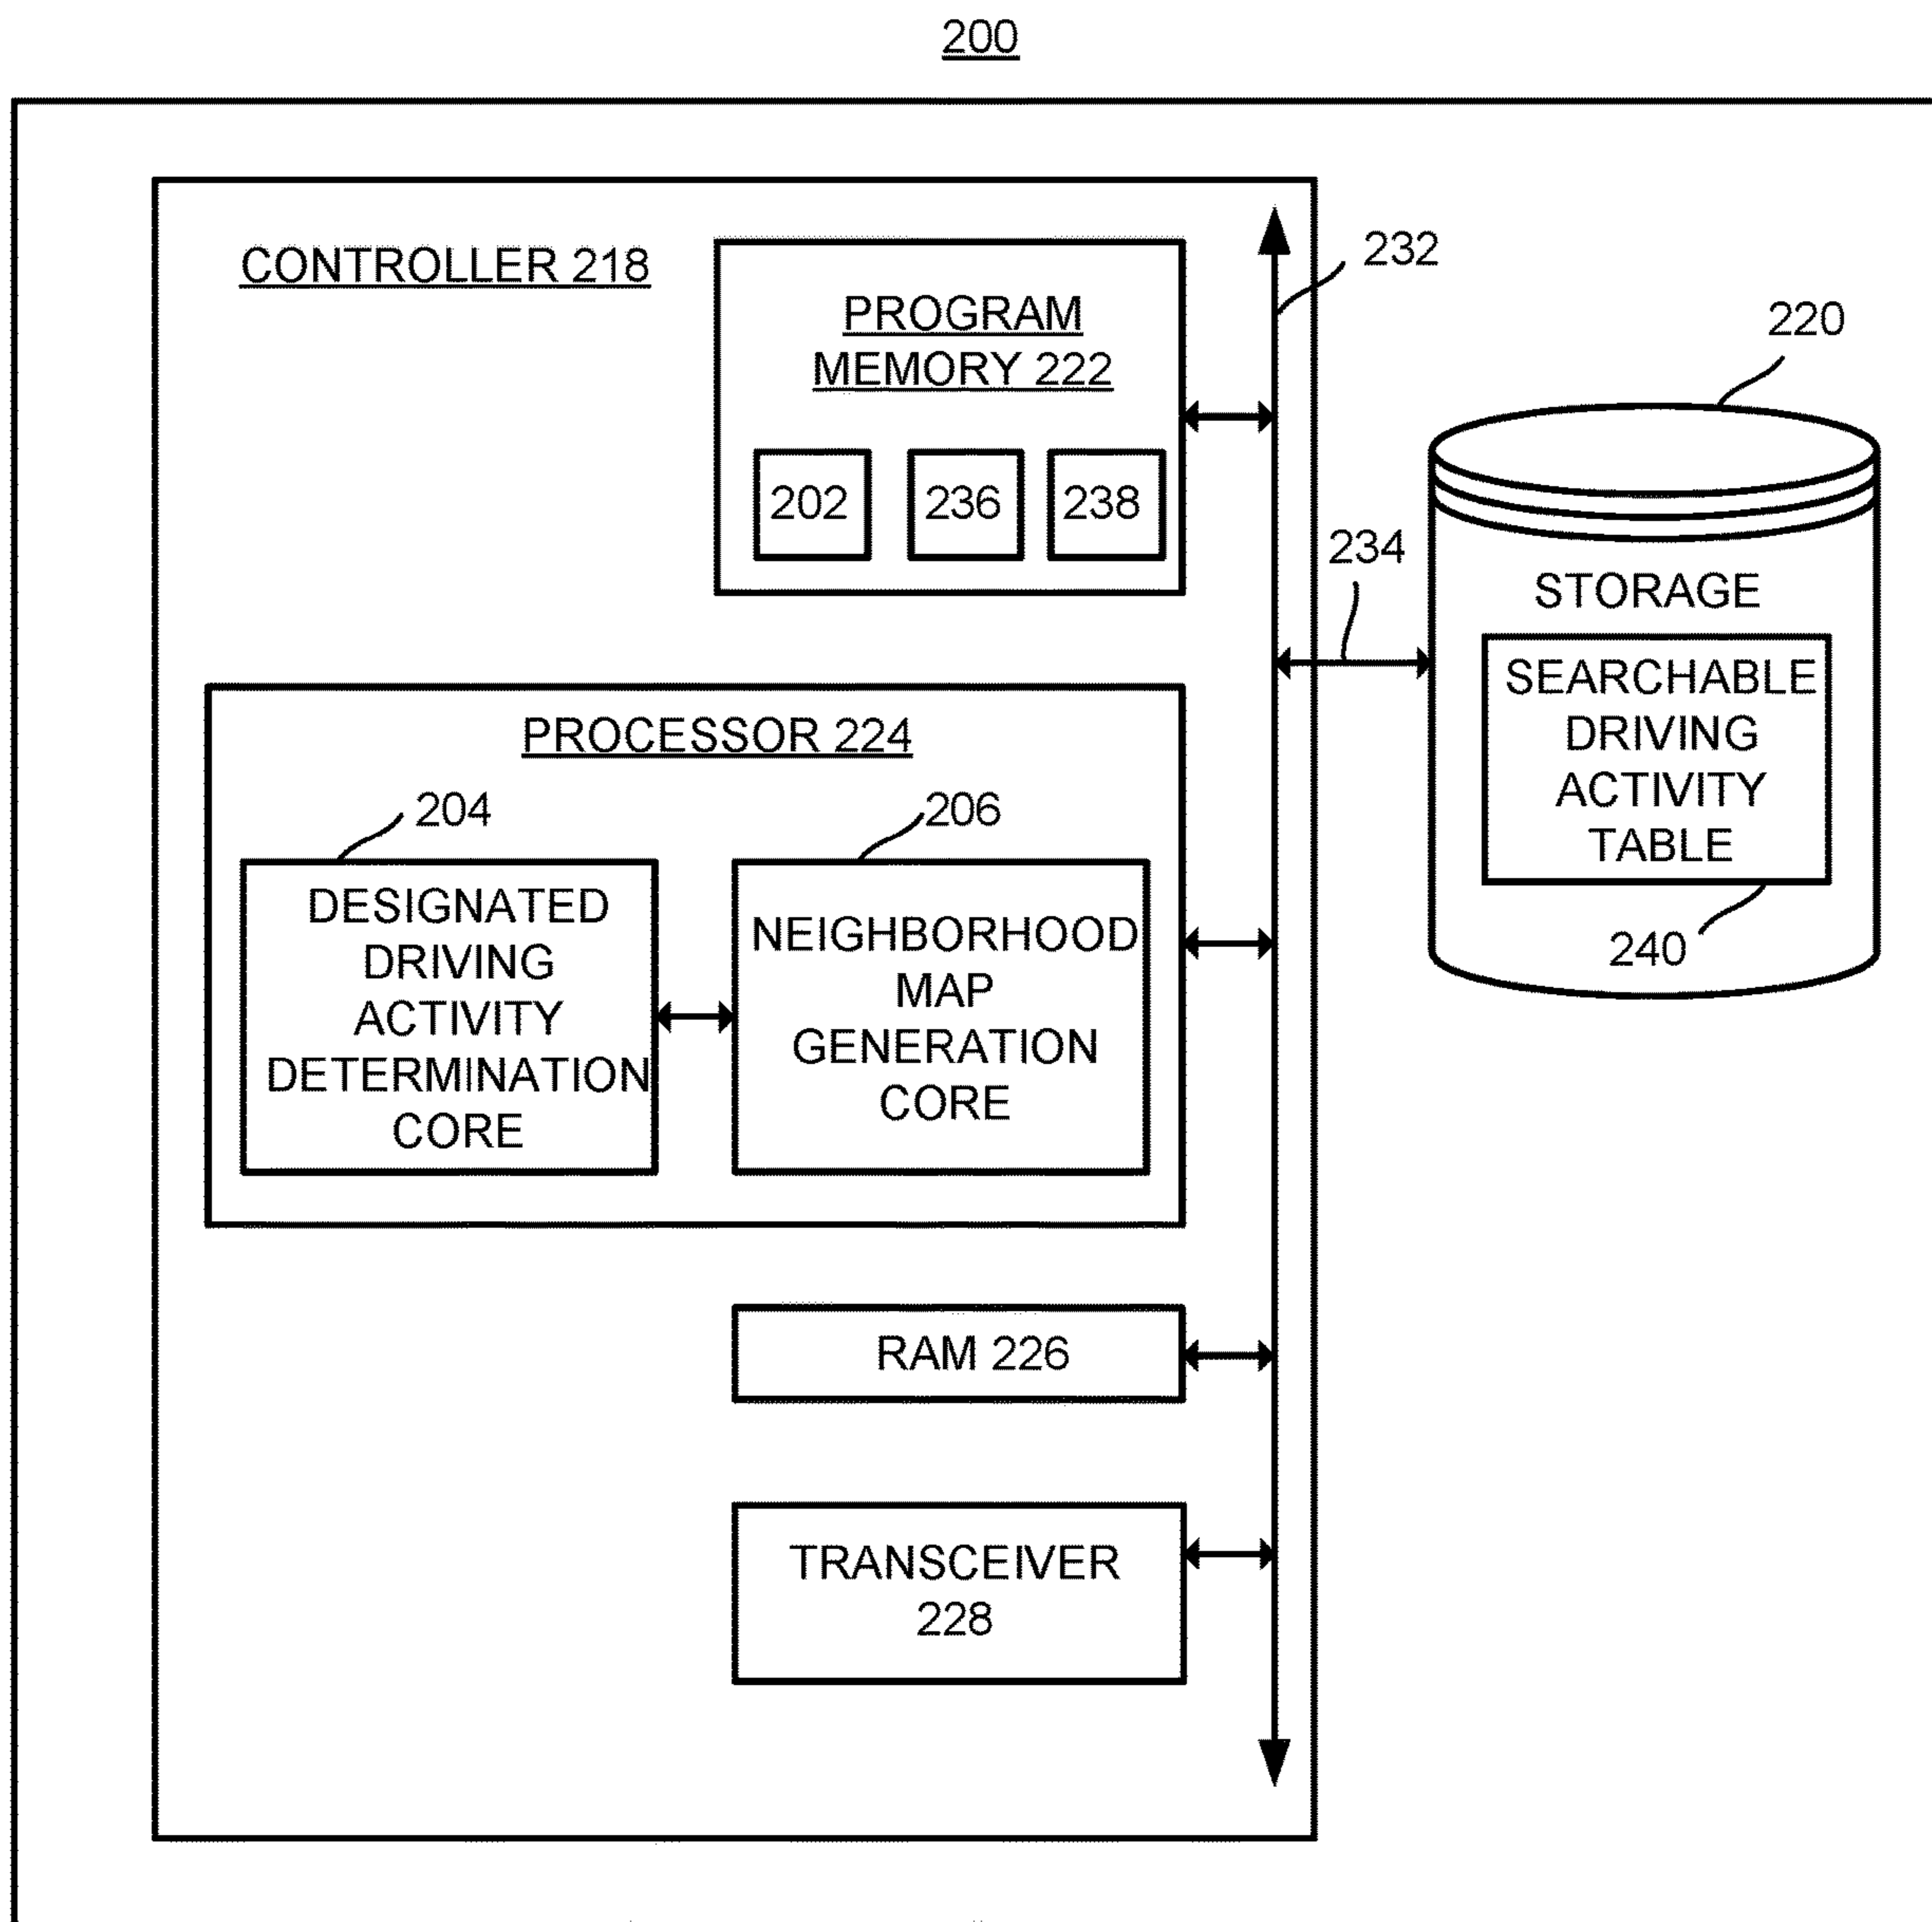 200
CONTROLLER 218
PROGRAM
MEMORY 222
202
236
238
232
220
234
STORAGE
SEARCHABLE
DRIVING
ACTIVITY
TABLE
240
PROCESSOR 224
204
206
DESIGNATED
DRIVING
ACTIVITY
DETERMINATION
CORE
NEIGHBORHOOD
MAP
GENERATION
CORE
RAM 226
TRANSCEIVER
228